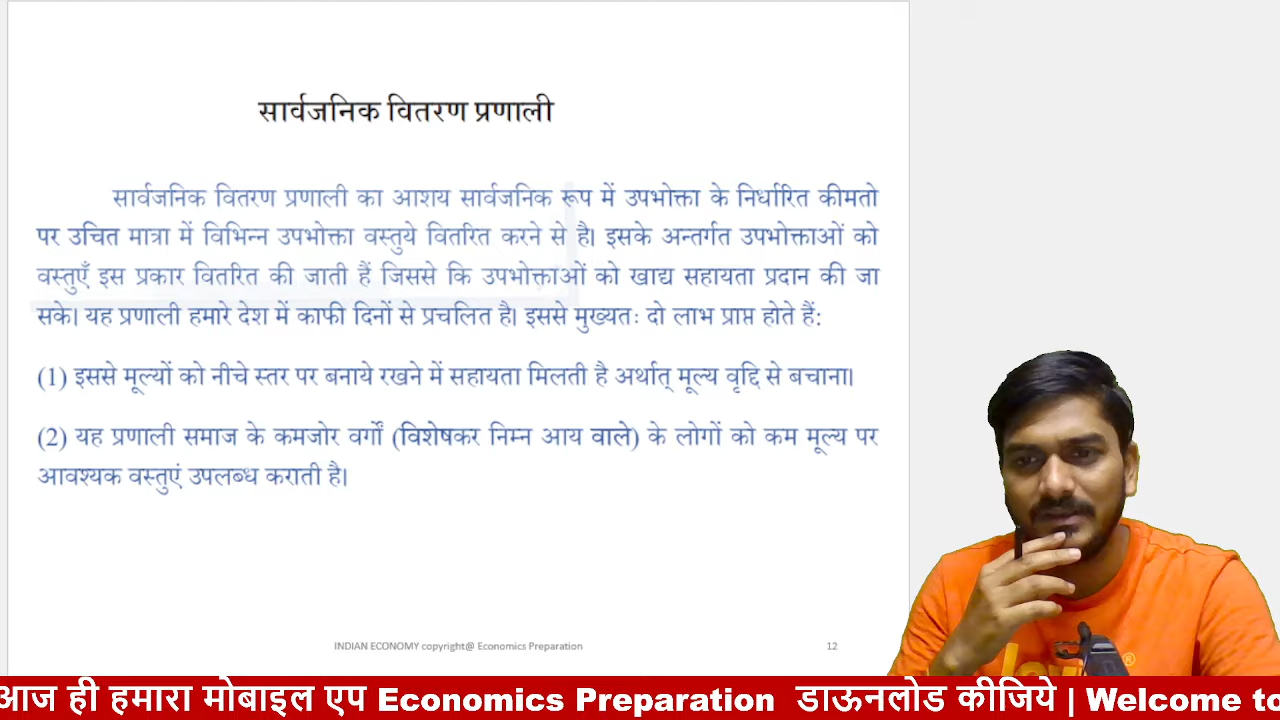 सार्वजनिक वितरण प्रणाली
सार्वजनिक वितरण प्रणाली का आशय सार्वजनिक रूप में उपभोक्ता के निर्धारित कीमतो
पर उचित मात्रा में विभिन्न उपभोक्ता वस्तुये वितरित करने से है। इसके अन्तर्गत उपभोक्ताओं को
वस्तुएँ इस प्रकार वितरित की जाती हैं जिससे कि उपभोक्ताओं को खाद्य सहायता प्रदान की जा
सके। यह प्रणाली हमारे देश में काफी दिनों से प्रचलित है। इससे मुख्यतः दो लाभ प्राप्त होते हैं:
(1) इससे मूल्यों को नीचे स्तर पर बनाये रखने में सहायता मिलती है अर्थात् मूल्य वृद्दि से बचाना।
(2) यह प्रणाली समाज के कमजोर वर्गों (विशेषकर निम्न आय वाले) के लोगों को कम मूल्य पर
आवश्यक वस्तुएं उपलब्ध कराती है।
INDIAN ECONOMY copyright@ Economics Preparation 12
आज ही हमारा मोबाइल एप Economics Preparation डाऊनलोड कीजिये | Welcome to